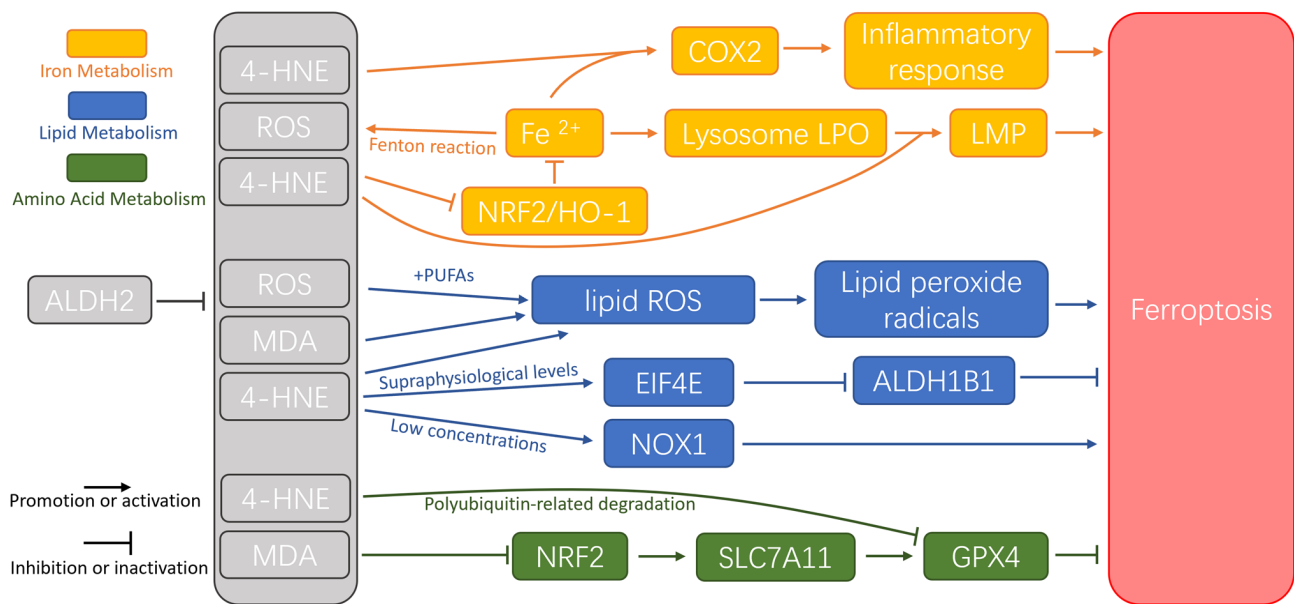 Iron Metabolism
Lipid Metabolism
Amino Acid Metabolism
ALDH2
Promotion or activation
Inhibition or inactivation
4-HNE
ROS
4-HNE
ROS
MDA
4-HNE
4-HNE
MDA
COX2
Inflammatory
response
Fenton reaction
Fe 2+
Lysosome LPO
LMP
NRF2/HO-1
+PUFAs
lipid ROS
Lipid peroxide
radicals
Supraphysiological levels
EIF4E
ALDH1B1
Low concentrations
NOX1
Polyubiquitin-related degradation
NRF2
SLC7A11
GPX4
Ferroptosis